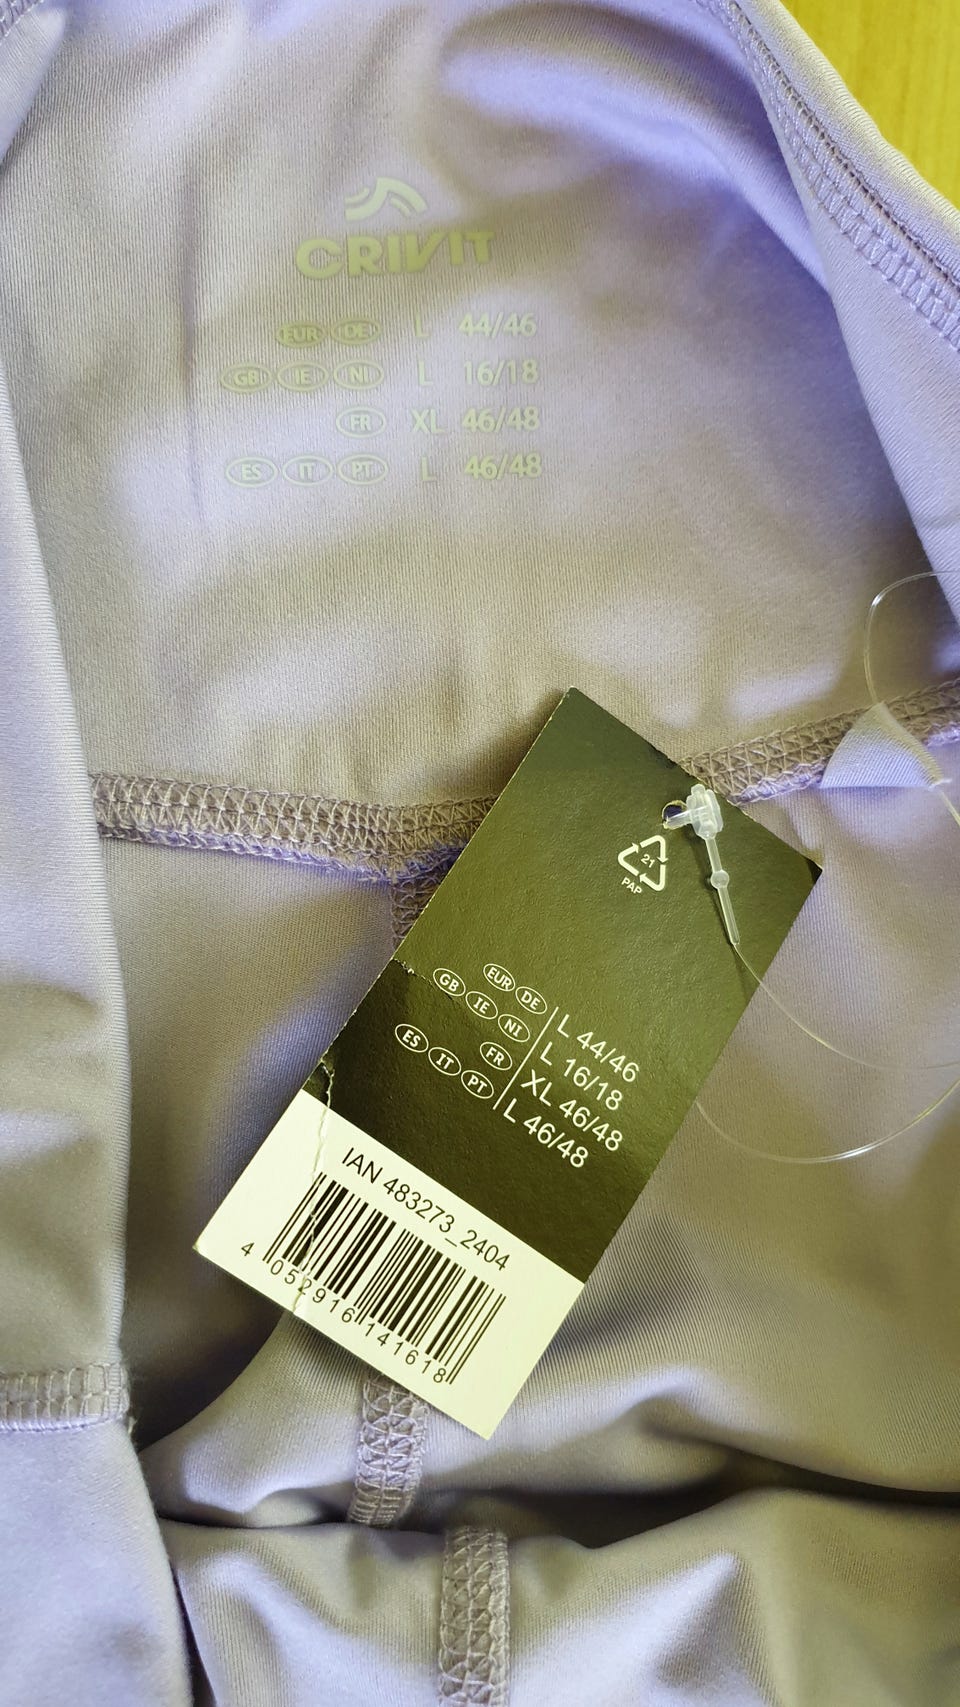 CRIVIT
EUR DE L 44/46
GB IE NI L 16/18
FR XL 46/48
ES IT PT L 46/48
21
PAP
EUR DE L 44/46
GB IE NI L 16/18
FR XL 46/48
ES IT PT L 46/48
IAN 483273_2404
4 052916 141618